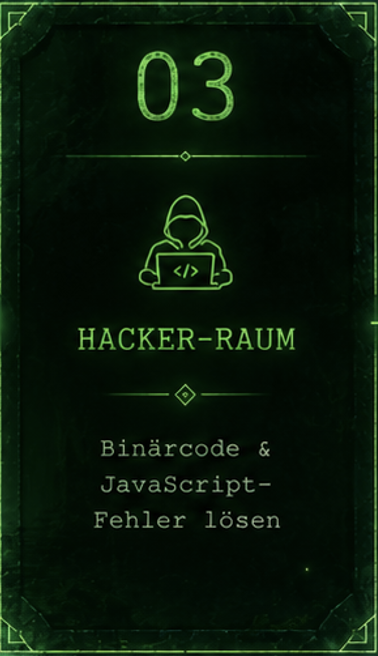 03
</>
HACKER-RAUM
Binärcode &
JavaScript-
Fehler lösen